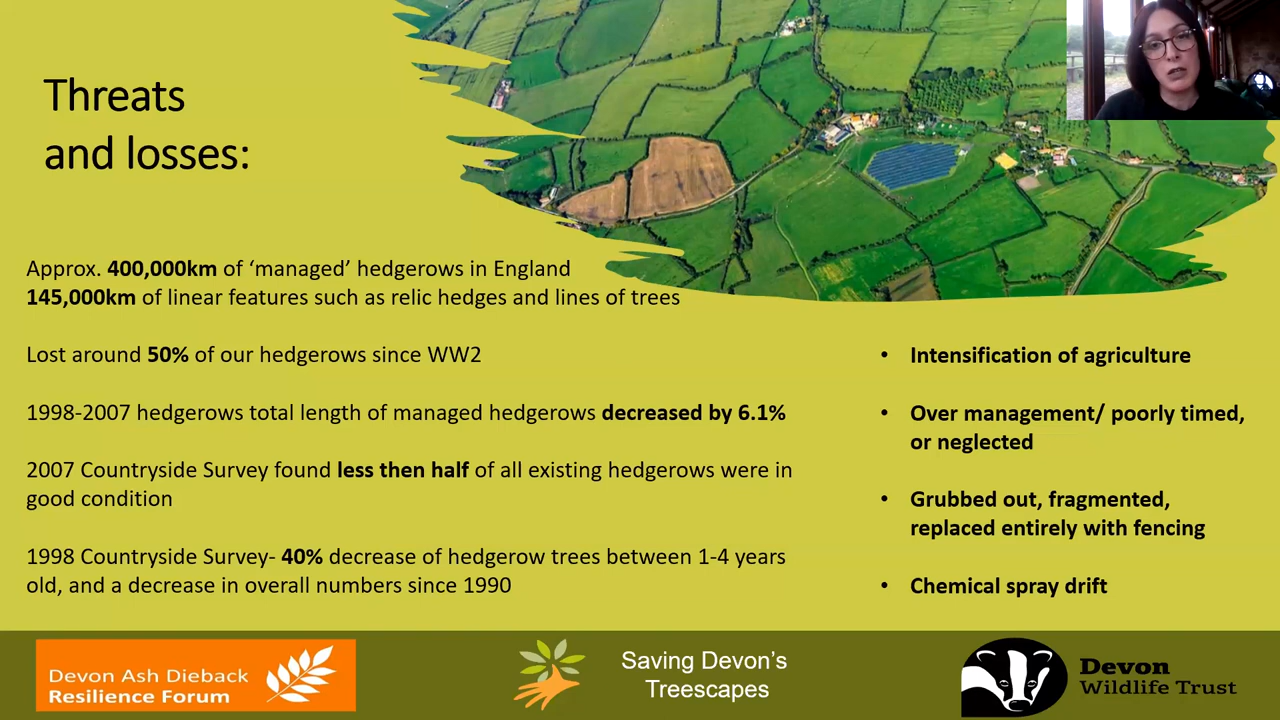 Threats
and losses:
Approx. 400,000km of ‘managed’ hedgerows in England
145,000km of linear features such as relic hedges and lines of trees
Lost around 50% of our hedgerows since WW2
1998-2007 hedgerows total length of managed hedgerows decreased by 6.1%
2007 Countryside Survey found less then half of all existing hedgerows were in
good condition
1998 Countryside Survey- 40% decrease of hedgerow trees between 1-4 years
old, and a decrease in overall numbers since 1990
• Intensification of agriculture
• Over management/ poorly timed,
or neglected
• Grubbed out, fragmented,
replaced entirely with fencing
• Chemical spray drift
Devon Ash Dieback
Resilience Forum
Saving Devon’s
Treescapes
Devon
Wildlife Trust